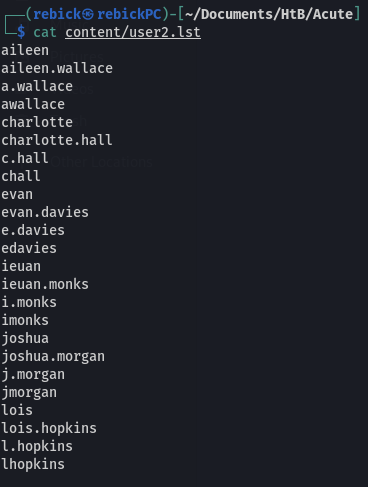 ┌──(rebick㉿rebickPC)-[~/Documents/HtB/Acute]
└─$ cat content/user2.lst
aileen
aileen.wallace
a.wallace
awallace
charlotte
charlotte.hall
c.hall
chall
evan
evan.davies
e.davies
edavies
ieuan
ieuan.monks
i.monks
imonks
joshua
joshua.morgan
j.morgan
jmorgan
lois
lois.hopkins
l.hopkins
lhopkins